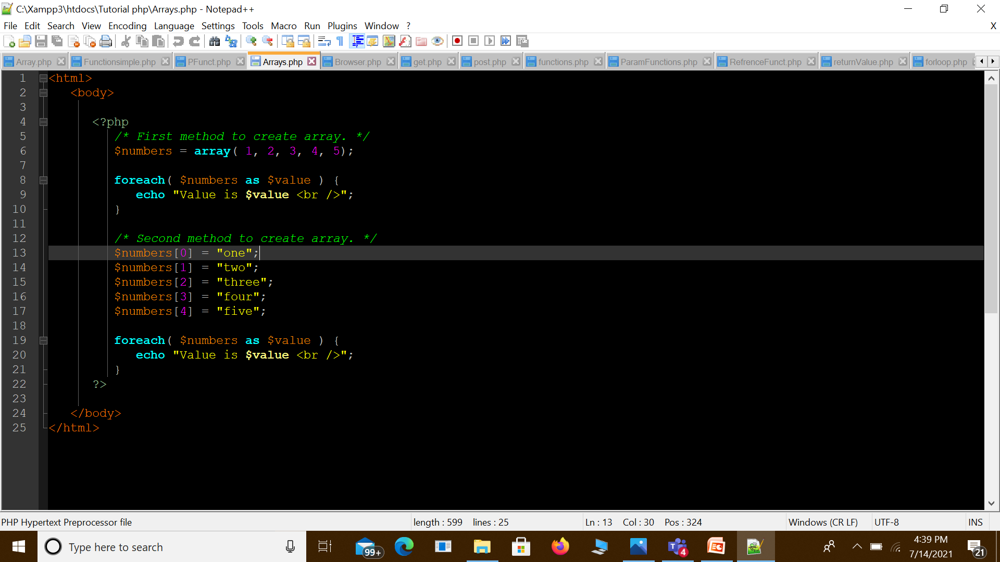 C:\Xampp3\htdocs\Tutorial php\Arrays.php - Notepad++
File Edit Search View Encoding Language Settings Tools Macro Run Plugins Window ? X
Array.php Functionsimple.php PFunct.php Arrays.php Browser.php get.php post.php functions.php ParamFunctions.php RefrenceFunct.php returnValue.php forloop.php
1 <html>
2 <body>
3
4 <?php
5 /* First method to create array. */
6 $numbers = array( 1, 2, 3, 4, 5);
7
8 foreach( $numbers as $value ) {
9 echo "Value is $value <br />";
10 }
11
12 /* Second method to create array. */
13 $numbers[0] = "one";
14 $numbers[1] = "two";
15 $numbers[2] = "three";
16 $numbers[3] = "four";
17 $numbers[4] = "five";
18
19 foreach( $numbers as $value ) {
20 echo "Value is $value <br />";
21 }
22 ?>
23
24 </body>
25 </html>
PHP Hypertext Preprocessor file length : 599 lines : 25 Ln : 13 Col : 30 Pos : 324 Windows (CR LF) UTF-8 INS
Type here to search 99+ 4 4:39 PM
7/14/2021 21